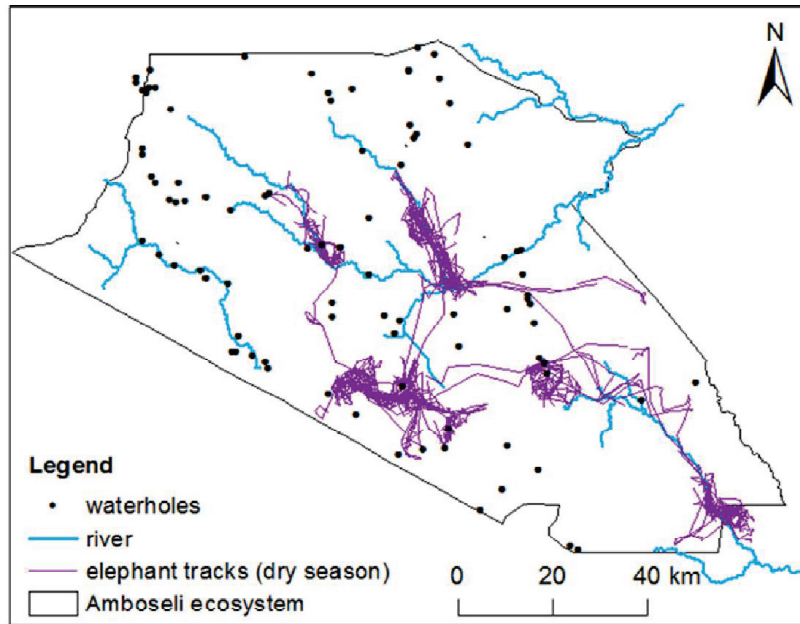 N
Legend
waterholes
river
elephant tracks (dry season)
Amboseli ecosystem
0 20 40 km